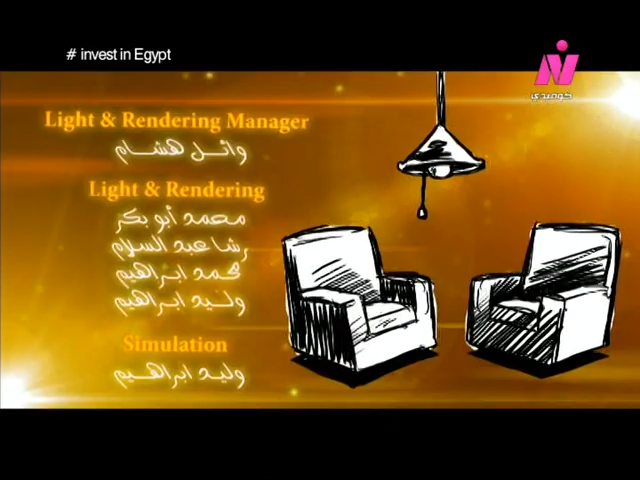 # invest in Egypt
كوميدي
Light & Rendering Manager
وائل هشام
Light & Rendering
محمد أبو بكر
رشا عبد السلام
محمد ابراهيم
وليد ابراهيم
Simulation
وليد ابراهيم